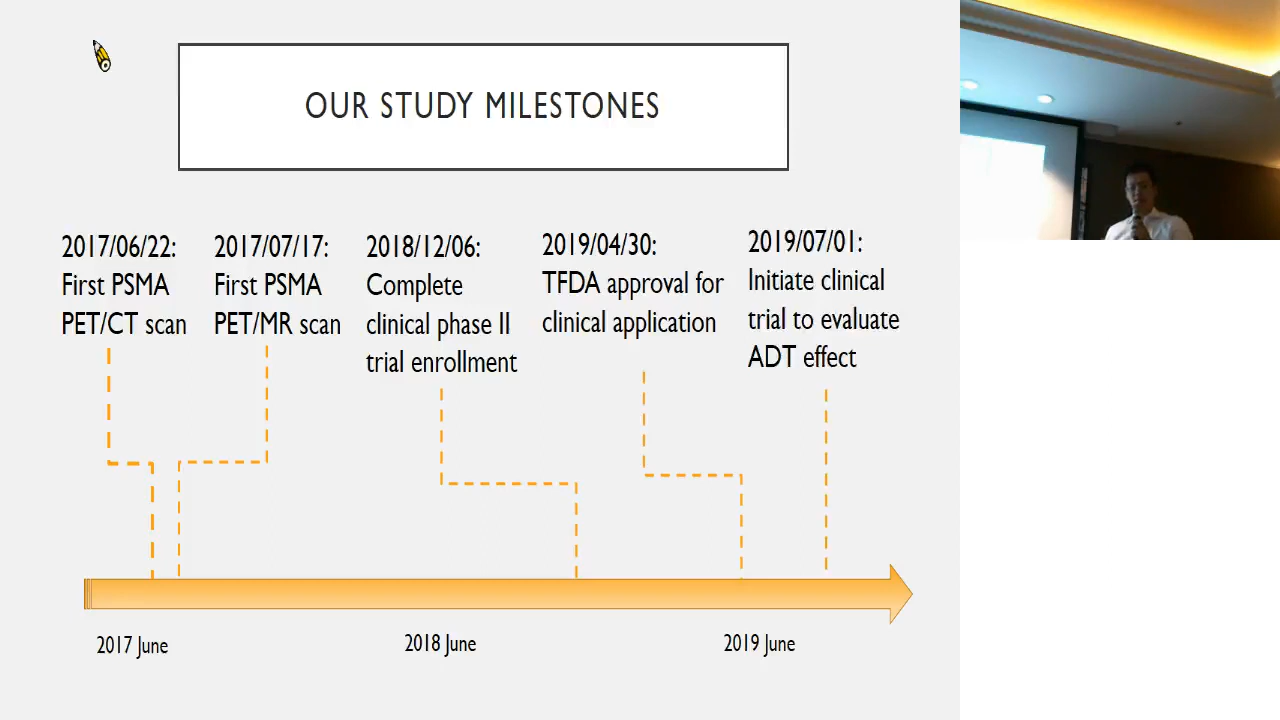 OUR STUDY MILESTONES
2017/06/22:
First PSMA
PET/CT scan
2017/07/17:
First PSMA
PET/MR scan
2018/12/06:
Complete
clinical phase II
trial enrollment
2019/04/30:
TFDA approval for
clinical application
2019/07/01:
Initiate clinical
trial to evaluate
ADT effect
2017 June
2018 June
2019 June